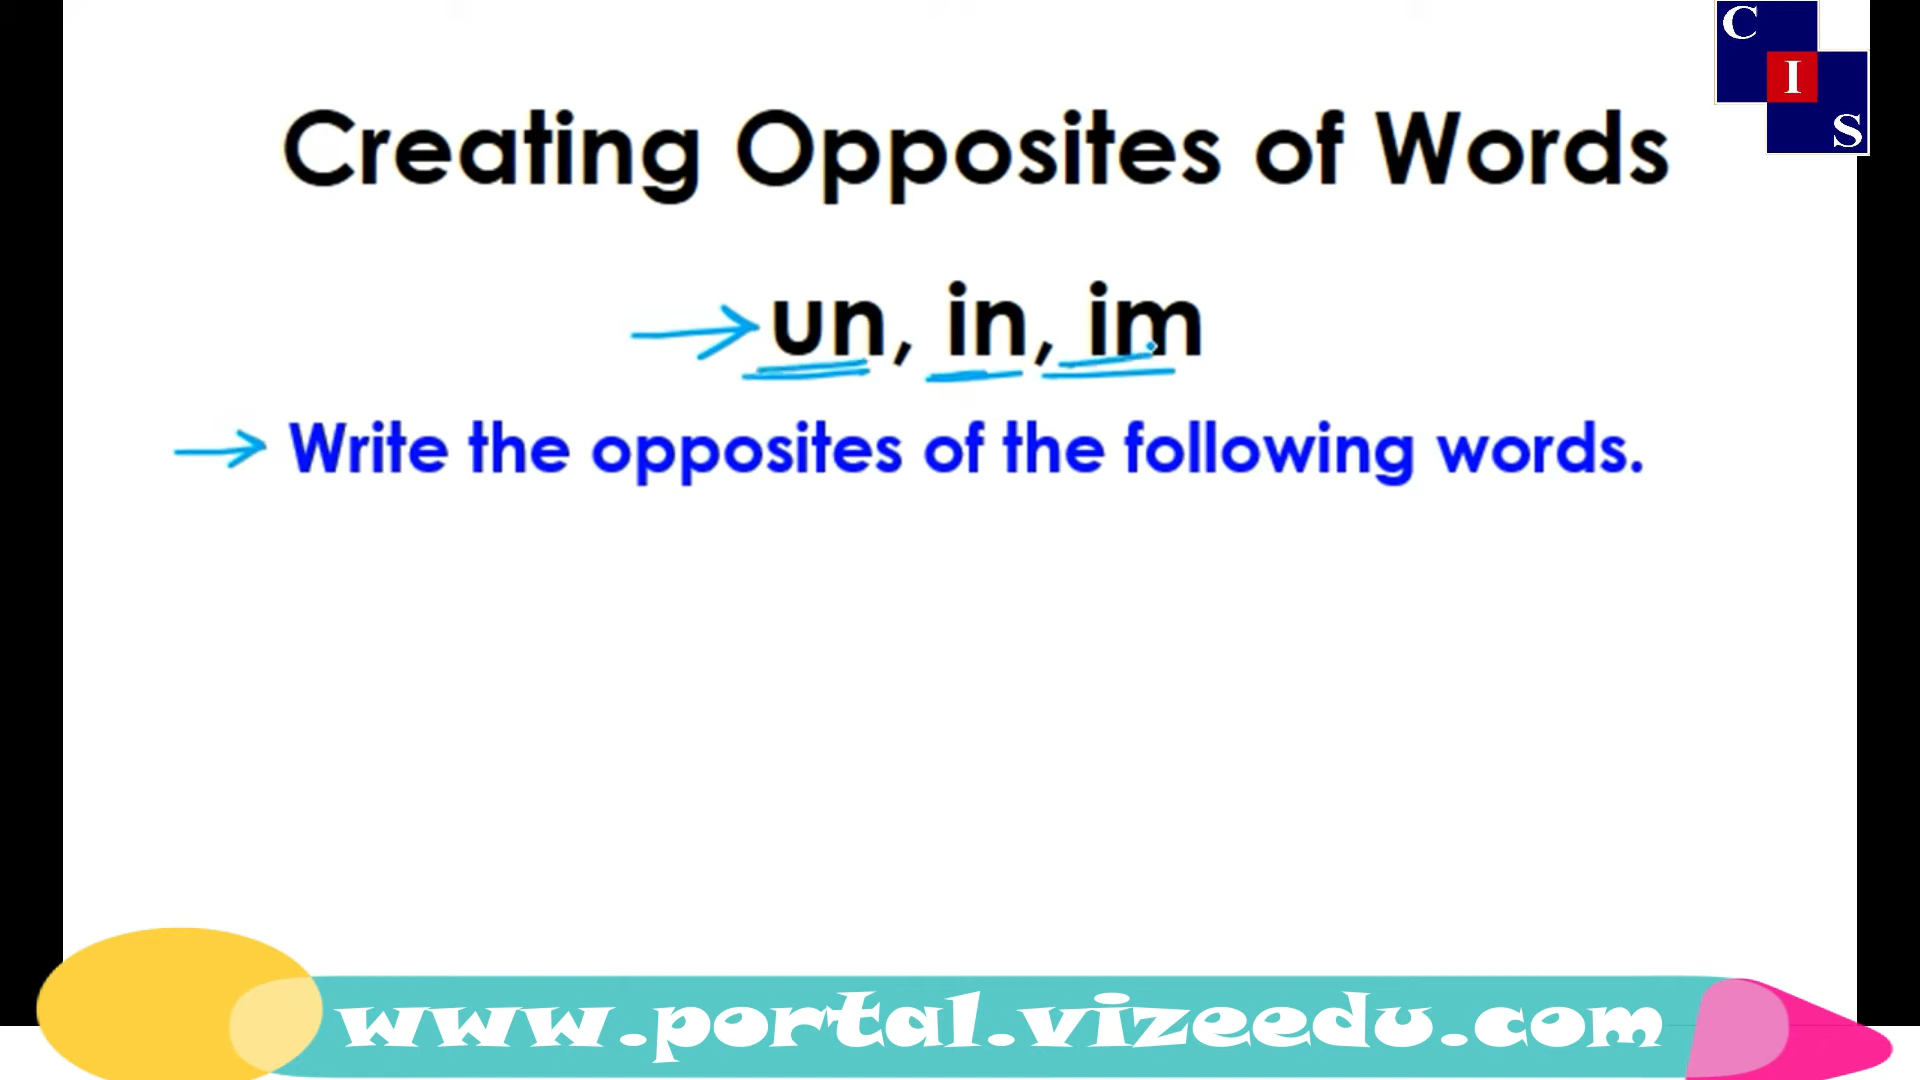 C
I
S
Creating Opposites of Words
un, in, im
Write the opposites of the following words.
www.portal.vizeedu.com